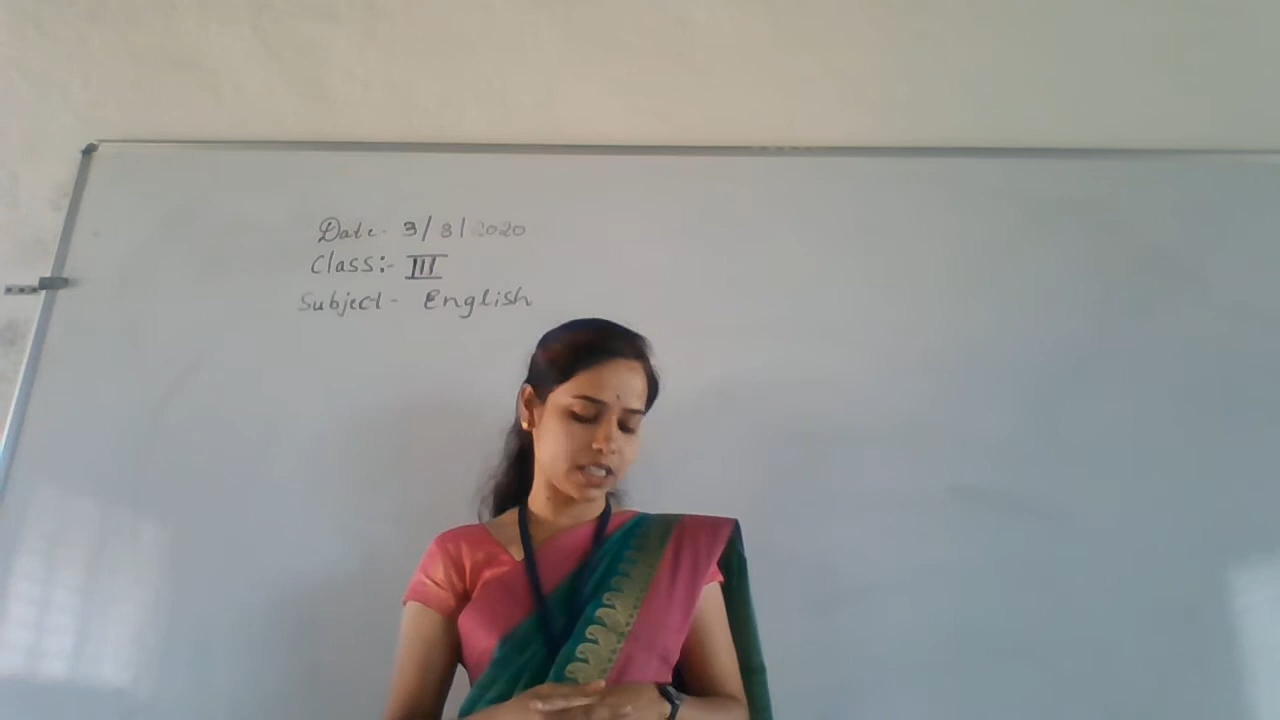 Date- 3/8/2020
Class:- III
Subject- English